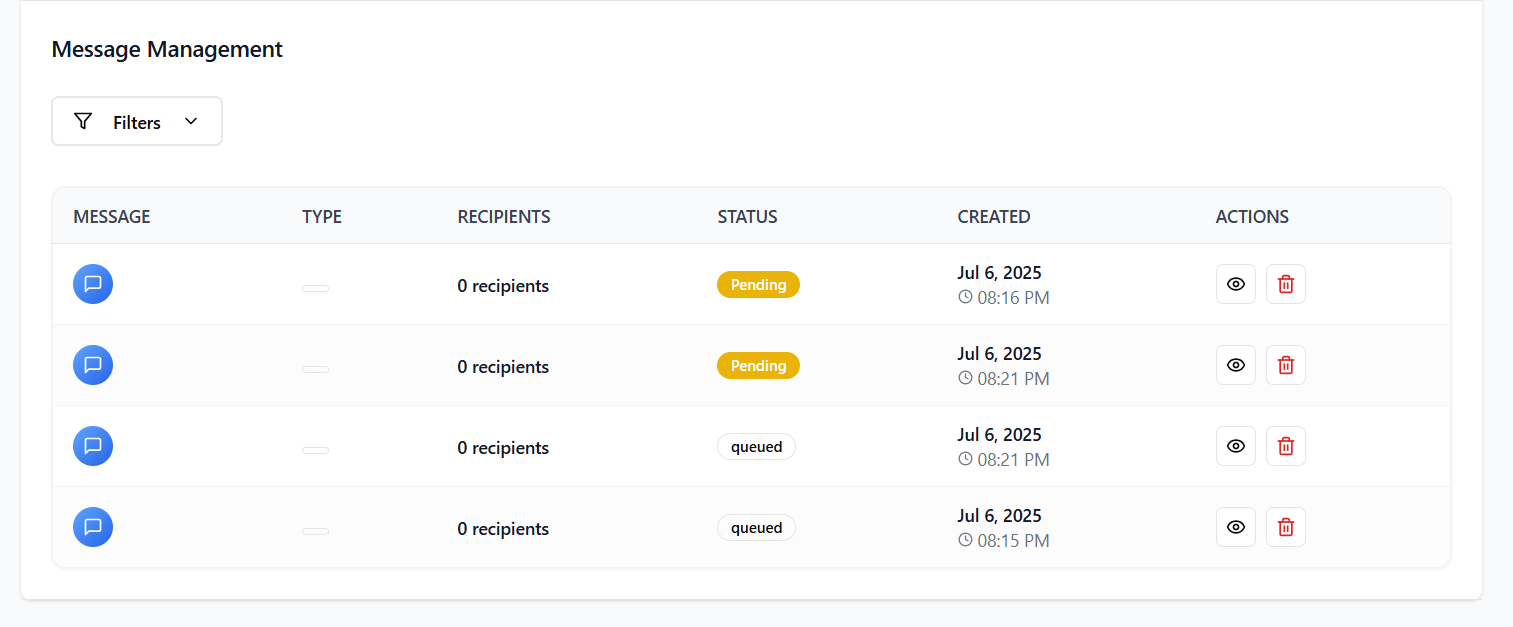 Message Management
Filters
MESSAGE TYPE RECIPIENTS STATUS CREATED ACTIONS
0 recipients Pending Jul 6, 2025
08:16 PM
0 recipients Pending Jul 6, 2025
08:21 PM
0 recipients queued Jul 6, 2025
08:21 PM
0 recipients queued Jul 6, 2025
08:15 PM